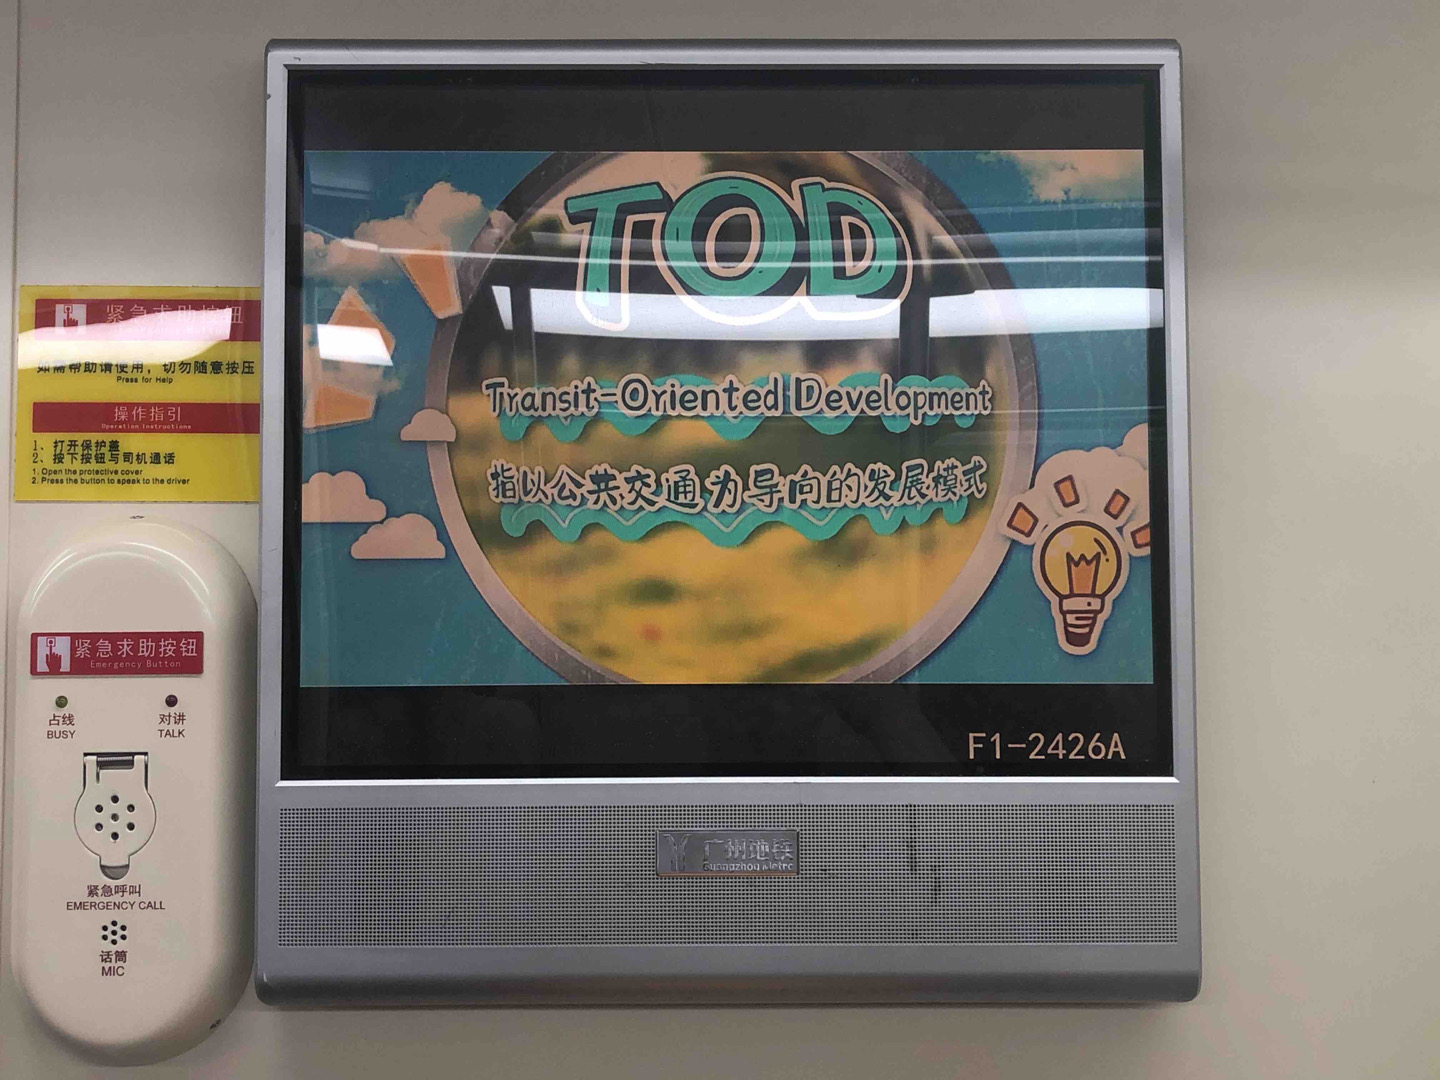 紧急求助按钮
如需帮助请使用，切勿随意按压
Press for Help
操作指引
Operation Instructions
1、打开保护盖
2、按下按钮与司机通话
1. Open the protective cover
2. Press the button to speak to the driver
紧急求助按钮
Emergency Button
占线
BUSY
对讲
TALK
紧急呼叫
EMERGENCY CALL
话筒
MIC
TOD
Transit-Oriented Development
指以公共交通为导向的发展模式
F1-2426A
广州地铁
Guangzhou Metro